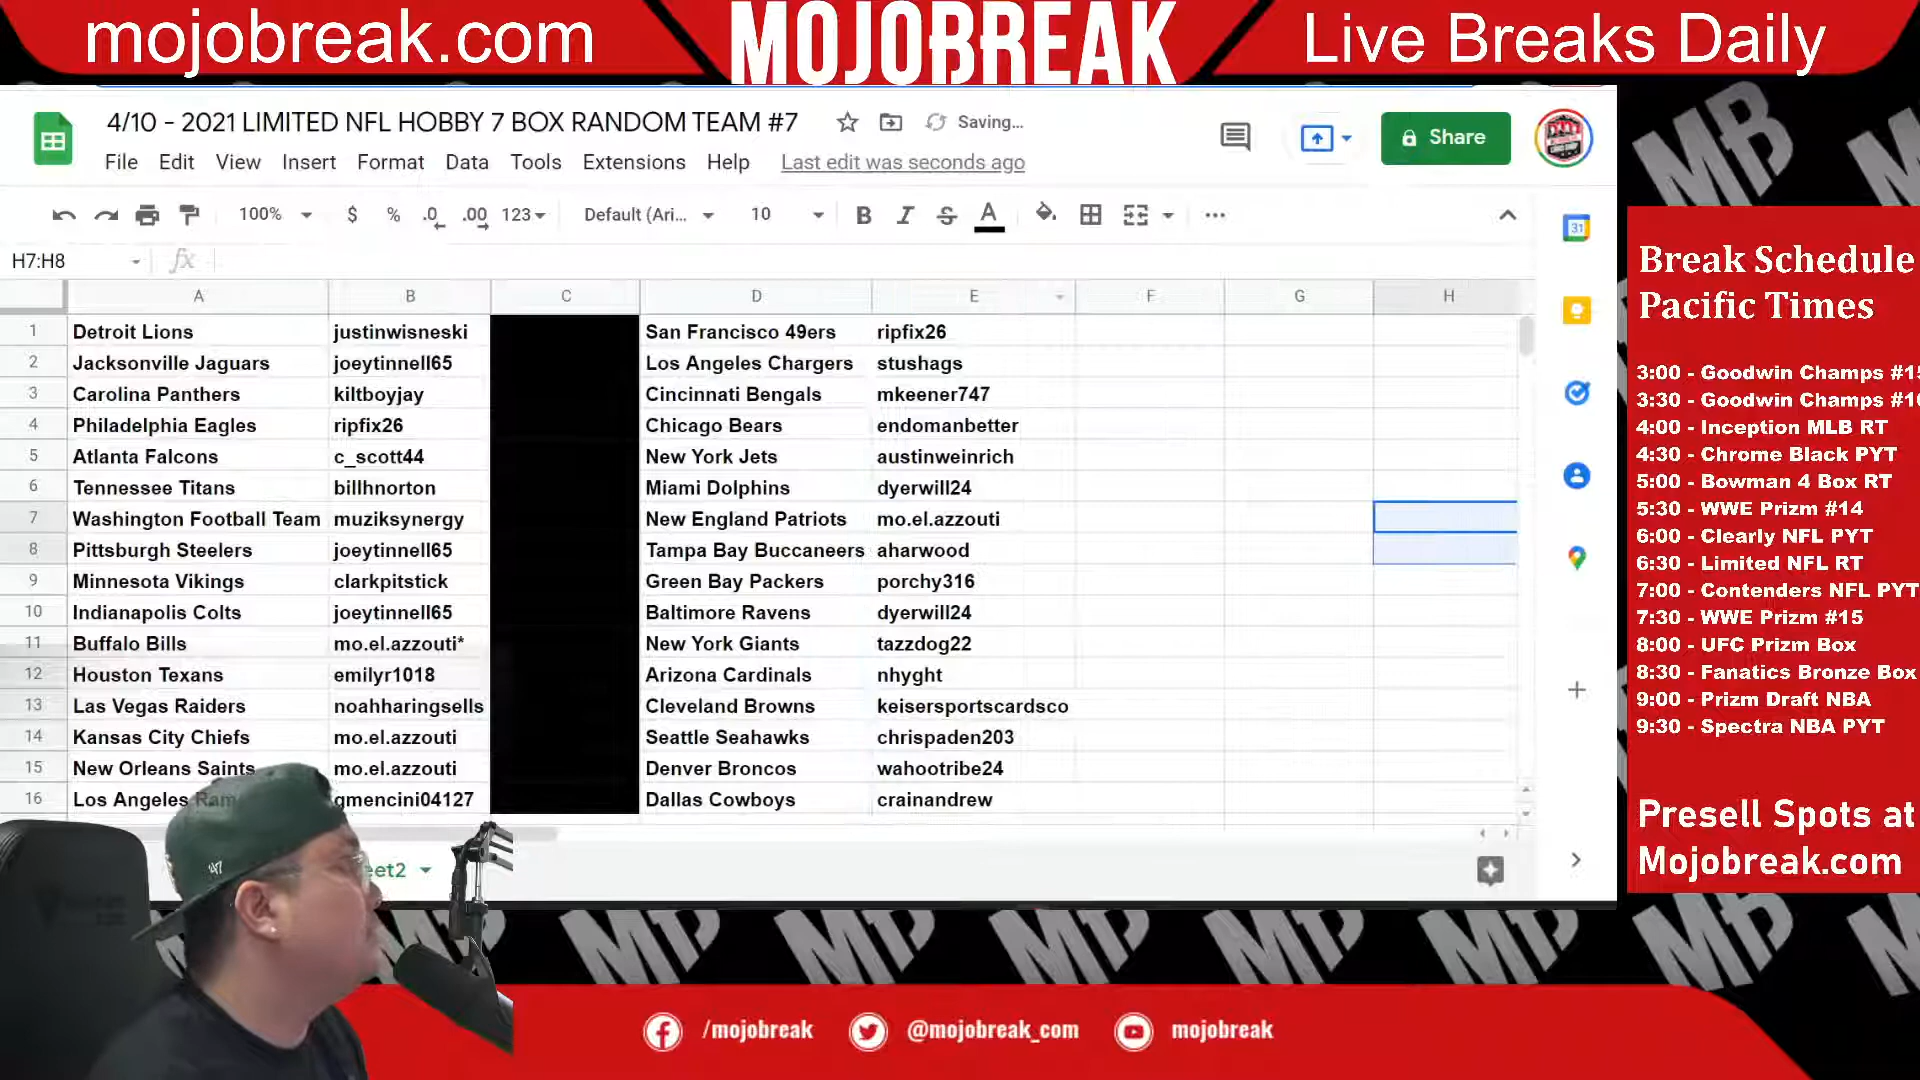 mojobreak.com
MOJOBREAK
Live Breaks Daily
4/10 - 2021 LIMITED NFL HOBBY 7 BOX RANDOM TEAM #7
Saving...
Share
File Edit View Insert Format Data Tools Extensions Help Last edit was seconds ago
100% $ % .0 .00 123 Default (Ari... 10 B I S A
H7:H8 fx
A B C D E F G H
1 Detroit Lions justinwisneski San Francisco 49ers ripfix26
2 Jacksonville Jaguars joeytinnell65 Los Angeles Chargers stushags
3 Carolina Panthers kiltboyjay Cincinnati Bengals mkeener747
4 Philadelphia Eagles ripfix26 Chicago Bears endomanbetter
5 Atlanta Falcons c_scott44 New York Jets austinweinrich
6 Tennessee Titans billhnorton Miami Dolphins dyerwill24
7 Washington Football Team muziksynergy New England Patriots mo.el.azzouti
8 Pittsburgh Steelers joeytinnell65 Tampa Bay Buccaneers aharwood
9 Minnesota Vikings clarkpitstick Green Bay Packers porchy316
10 Indianapolis Colts joeytinnell65 Baltimore Ravens dyerwill24
11 Buffalo Bills mo.el.azzouti* New York Giants tazzdog22
12 Houston Texans emilyr1018 Arizona Cardinals nhyght
13 Las Vegas Raiders noahharingsells Cleveland Browns keisersportscardsco
14 Kansas City Chiefs mo.el.azzouti Seattle Seahawks chrispaden203
15 New Orleans Saints mo.el.azzouti Denver Broncos wahootribe24
16 Los Angeles Rams gmencini04127 Dallas Cowboys crainandrew
eet2
31
Break Schedule
Pacific Times
3:00 - Goodwin Champs #15
3:30 - Goodwin Champs #16
4:00 - Inception MLB RT
4:30 - Chrome Black PYT
5:00 - Bowman 4 Box RT
5:30 - WWE Prizm #14
6:00 - Clearly NFL PYT
6:30 - Limited NFL RT
7:00 - Contenders NFL PYT
7:30 - WWE Prizm #15
8:00 - UFC Prizm Box
8:30 - Fanatics Bronze Box
9:00 - Prizm Draft NBA
9:30 - Spectra NBA PYT
Presell Spots at
Mojobreak.com
47
/mojobreak @mojobreak_com mojobreak